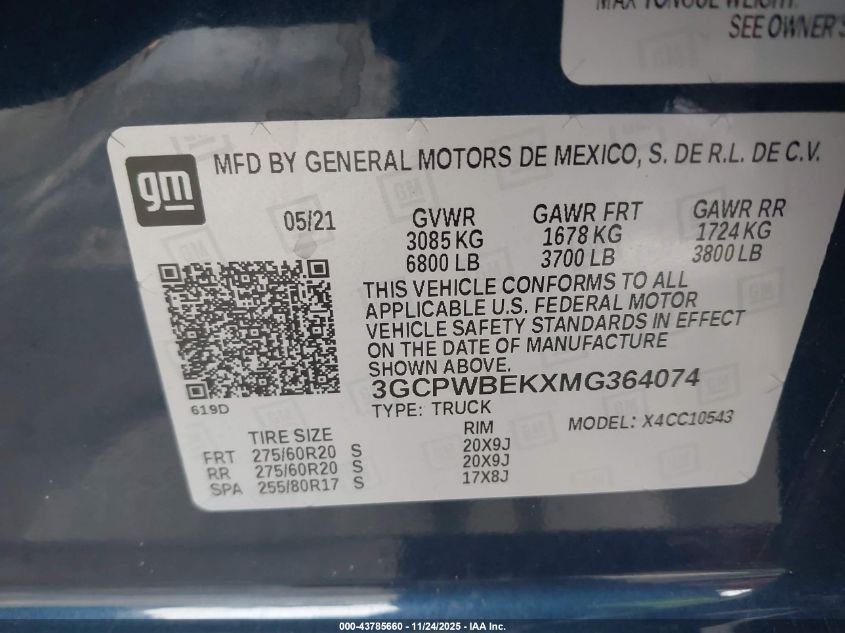 MAX TONGUE WEIGHT:
SEE OWNER'S
gm
MFD BY GENERAL MOTORS DE MEXICO, S. DE R.L. DE C.V.
05/21
GVWR GAWR FRT GAWR RR
3085 KG 1678 KG 1724 KG
6800 LB 3700 LB 3800 LB
THIS VEHICLE CONFORMS TO ALL
APPLICABLE U.S. FEDERAL MOTOR
VEHICLE SAFETY STANDARDS IN EFFECT
ON THE DATE OF MANUFACTURE
SHOWN ABOVE.
3GCPWBEKXMG364074
619D
TYPE: TRUCK
MODEL: X4CC10543
TIRE SIZE RIM
FRT 275/60R20 S 20X9J
RR 275/60R20 S 20X9J
SPA 255/80R17 S 17X8J
000-43785660 - 11/24/2025 - IAA Inc.